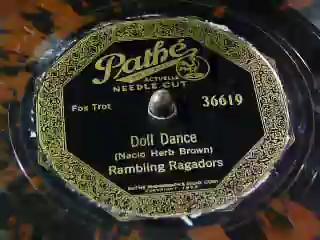 Pathé
ACTUELLE
NEEDLE CUT
Fox Trot
36619
Doll Dance
(Nacio Herb Brown)
Rambling Ragadors